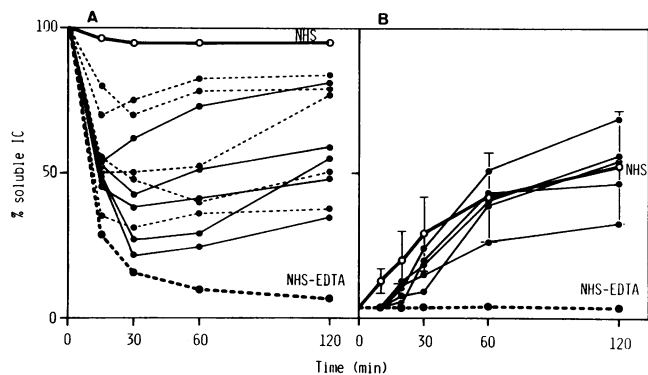 A
B
100
NHS
% soluble IC
50
NHS
NHS-EDTA
NHS-EDTA
0
0 30 60 120 0 30 60 120
Time (min)